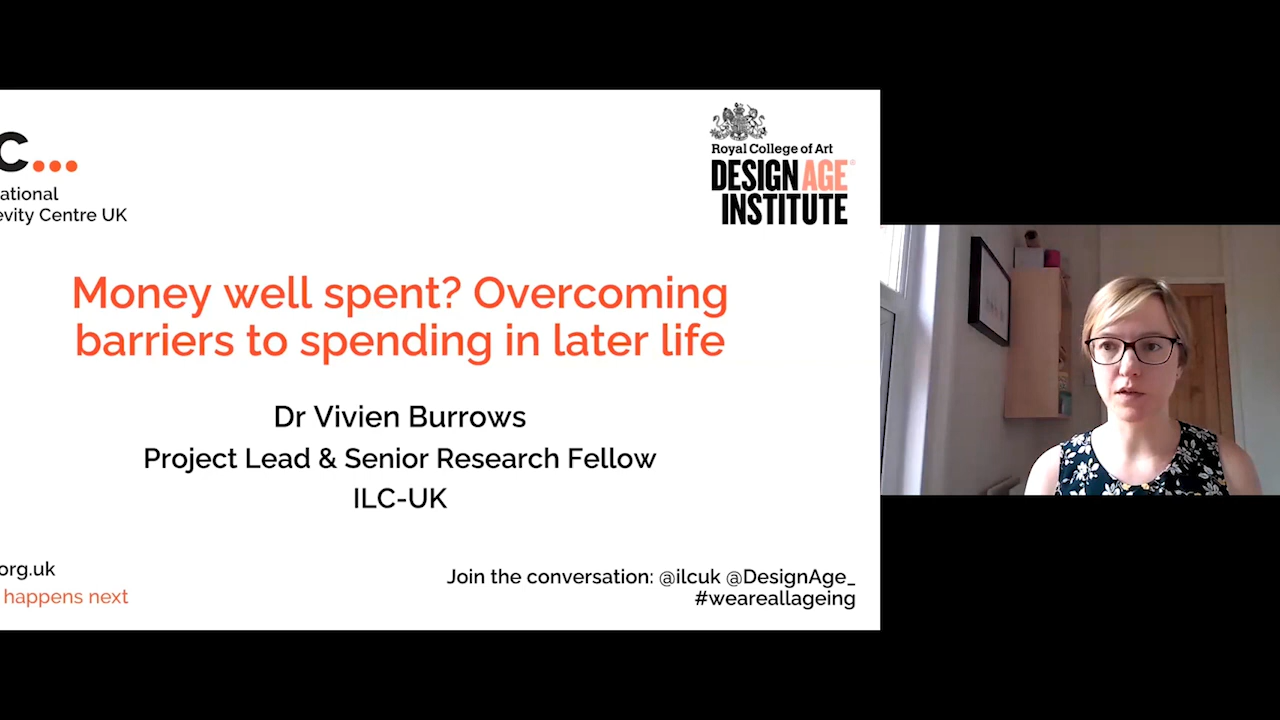 c...
ational
evity Centre UK
Royal College of Art
DESIGN AGE
INSTITUTE
Money well spent? Overcoming
barriers to spending in later life
Dr Vivien Burrows
Project Lead & Senior Research Fellow
ILC-UK
org.uk
happens next
Join the conversation: @ilcuk @DesignAge_
#weareallageing